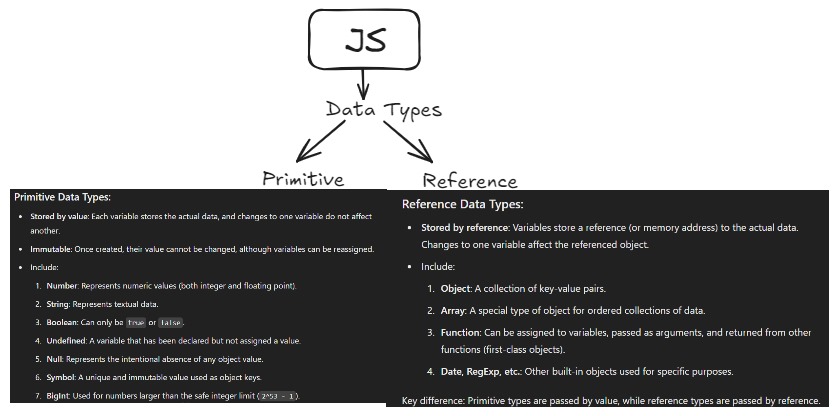 JS
Data Types
Primitive
Reference
Primitive Data Types:
• Stored by value: Each variable stores the actual data, and changes to one variable do not affect
another.
• Immutable: Once created, their value cannot be changed, although variables can be reassigned.
• Include:
1. Number: Represents numeric values (both integer and floating point).
2. String: Represents textual data.
3. Boolean: Can only be true or false.
4. Undefined: A variable that has been declared but not assigned a value.
5. Null: Represents the intentional absence of any object value.
6. Symbol: A unique and immutable value used as object keys.
7. BigInt: Used for numbers larger than the safe integer limit (2^53 - 1).
Reference Data Types:
• Stored by reference: Variables store a reference (or memory address) to the actual data.
Changes to one variable affect the referenced object.
• Include:
1. Object: A collection of key-value pairs.
2. Array: A special type of object for ordered collections of data.
3. Function: Can be assigned to variables, passed as arguments, and returned from other
functions (first-class objects).
4. Date, RegExp, etc.: Other built-in objects used for specific purposes.
Key difference: Primitive types are passed by value, while reference types are passed by reference.